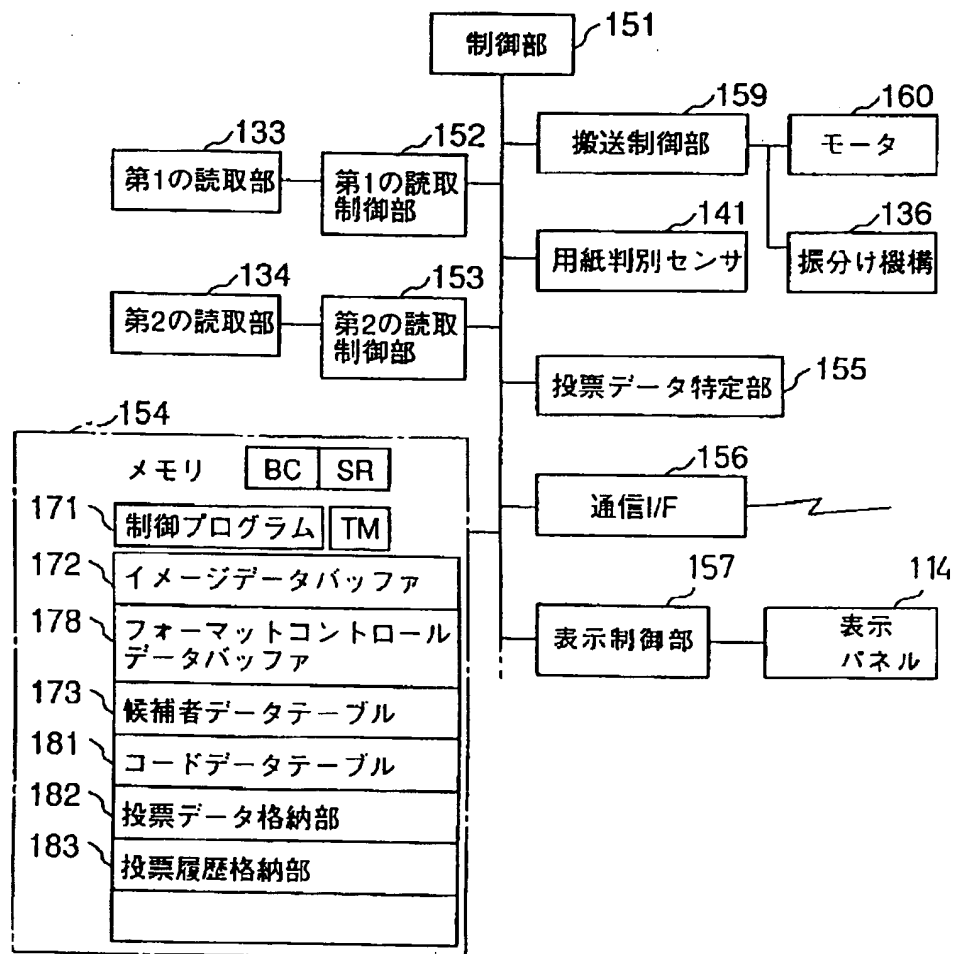 制御部
151
133
第1の読取部
152
第1の読取
制御部
159
搬送制御部
160
モータ
141
用紙判別センサ
136
振分け機構
134
第2の読取部
153
第2の読取
制御部
投票データ特定部
155
154
メモリ
BC
SR
171
制御プログラム
TM
172
イメージデータバッファ
178
フォーマットコントロール
データバッファ
173
候補者データテーブル
181
コードデータテーブル
182
投票データ格納部
183
投票履歴格納部
156
通信I/F
157
表示制御部
114
表示
パネル